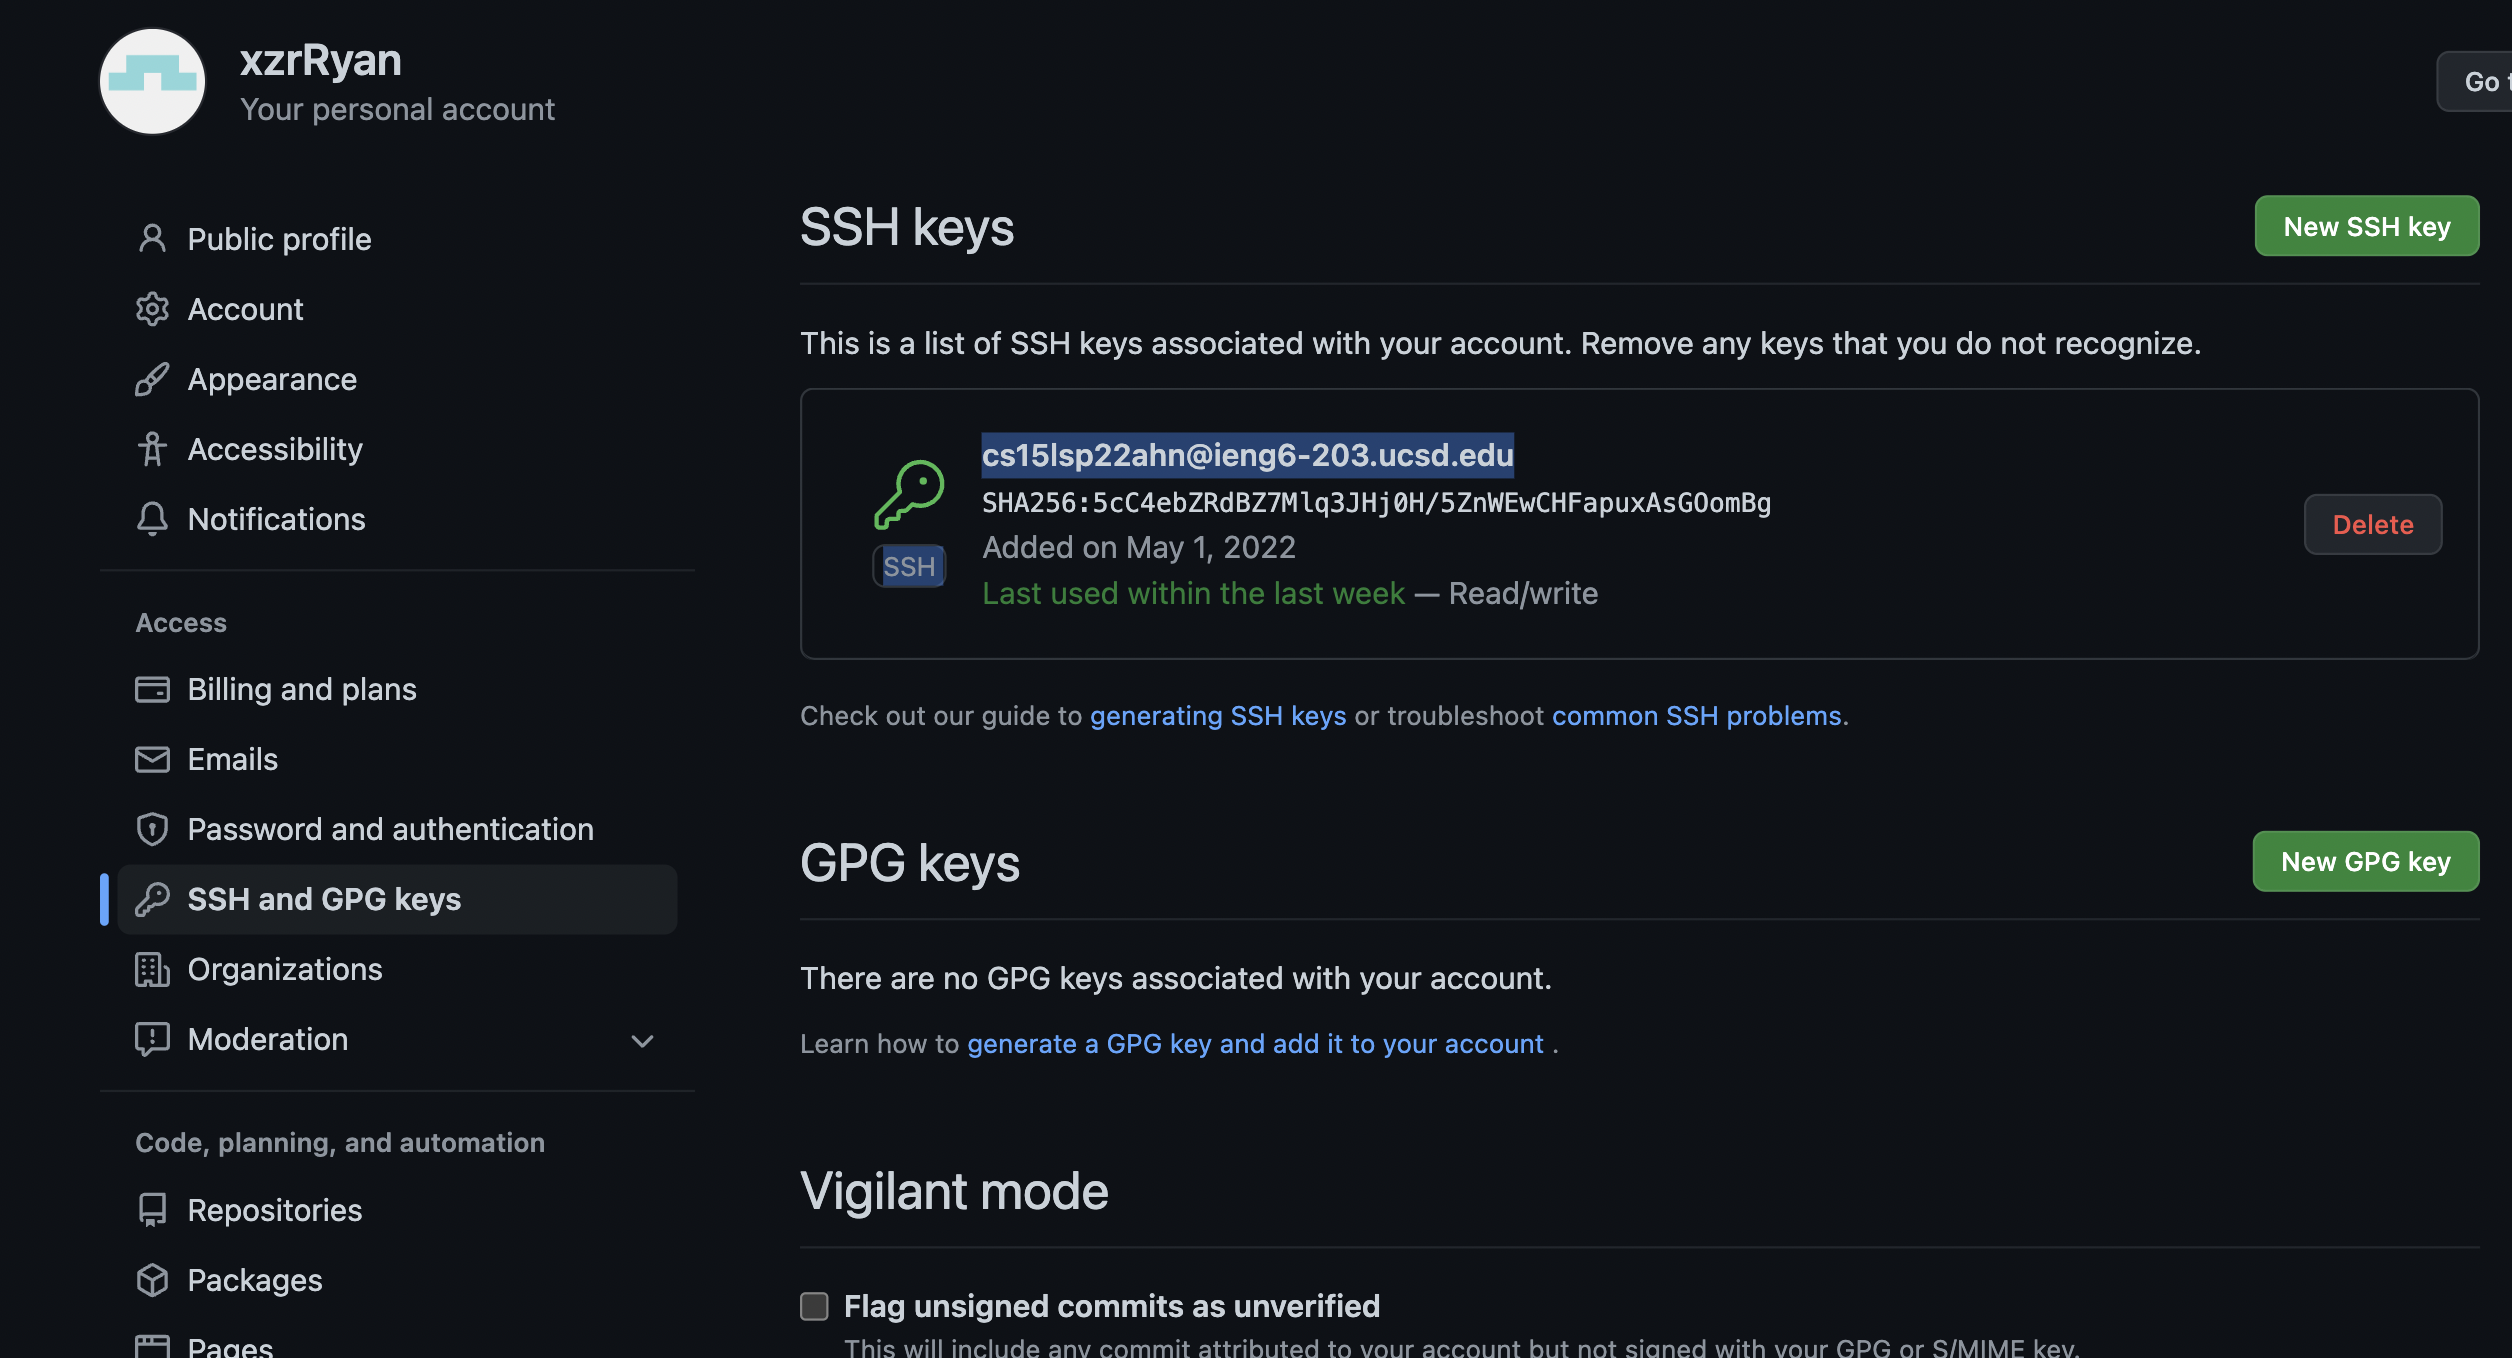 xzrRyan
Your personal account
Go t
Public profile
Account
Appearance
Accessibility
Notifications
Access
Billing and plans
Emails
Password and authentication
SSH and GPG keys
Organizations
Moderation
Code, planning, and automation
Repositories
Packages
Pages
SSH keys
New SSH key
This is a list of SSH keys associated with your account. Remove any keys that you do not recognize.
cs15lsp22ahn@ieng6-203.ucsd.edu
SHA256:5cC4ebZRdBZ7Mlq3JHj0H/5ZnWEwCHFapuxAsGOomBg
Added on May 1, 2022
Last used within the last week — Read/write
SSH
Delete
Check out our guide to generating SSH keys or troubleshoot common SSH problems.
GPG keys
New GPG key
There are no GPG keys associated with your account.
Learn how to generate a GPG key and add it to your account .
Vigilant mode
Flag unsigned commits as unverified
This will include any commit attributed to your account but not signed with your GPG or S/MIME key.